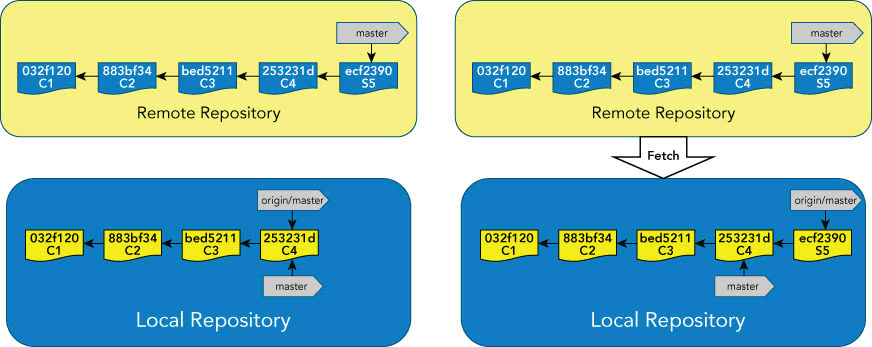 master
032f120 883bf34 bed5211 253231d ecf2390
C1 C2 C3 C4 S5
Remote Repository
master
032f120 883bf34 bed5211 253231d ecf2390
C1 C2 C3 C4 S5
Remote Repository
Fetch
origin/master
032f120 883bf34 bed5211 253231d
C1 C2 C3 C4
master
Local Repository
origin/master
032f120 883bf34 bed5211 253231d ecf2390
C1 C2 C3 C4 S5
master
Local Repository